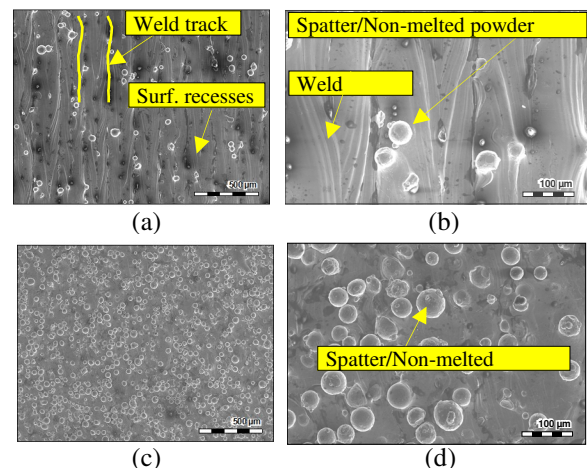 Weld track
Surf. recesses
500 µm
(a)
Spatter/Non-melted powder
Weld
100 µm
(b)
500 µm
(c)
Spatter/Non-melted
100 µm
(d)